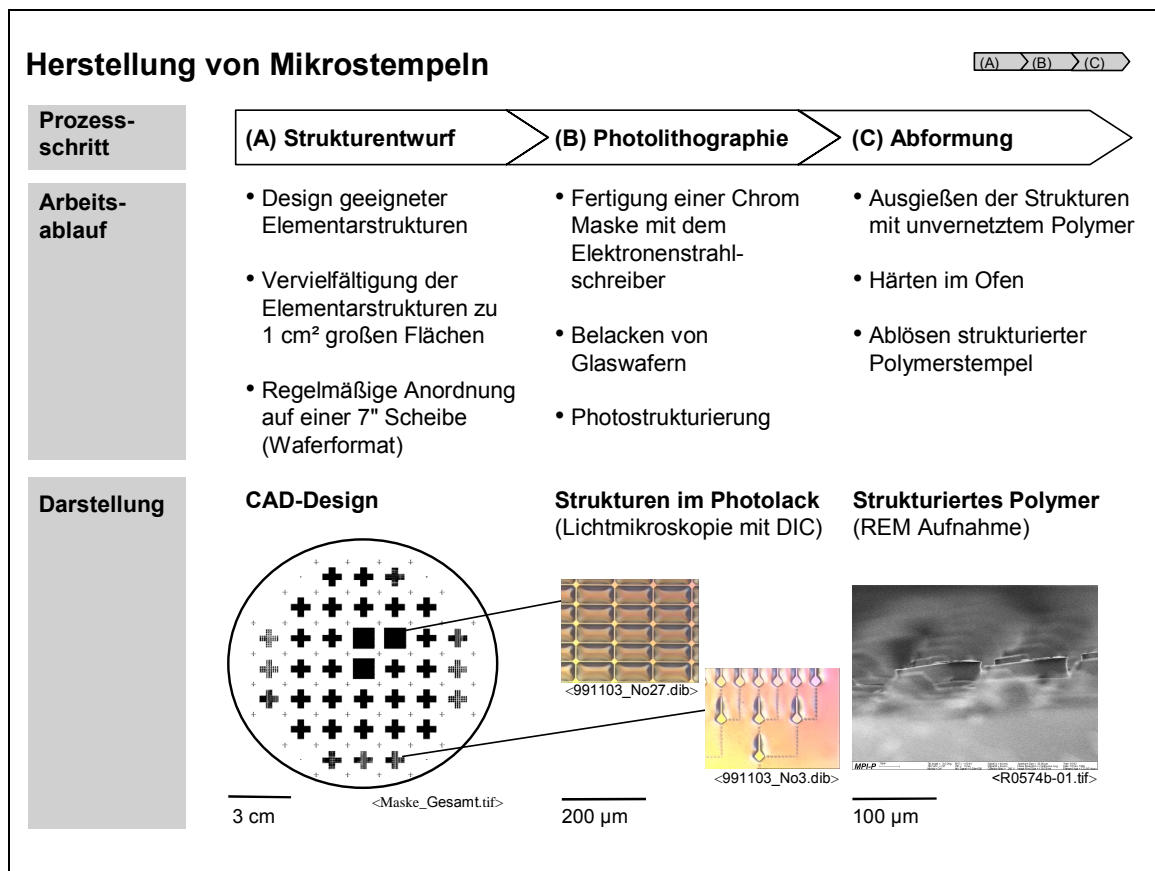 Herstellung von Mikrostempeln
(A) (B) (C)
Prozess-
schritt
(A) Strukturentwurf
(B) Photolithographie
(C) Abformung
Arbeits-
ablauf
• Design geeigneter
Elementarstrukturen
• Vervielfältigung der
Elementarstrukturen zu
1 cm² großen Flächen
• Regelmäßige Anordnung
auf einer 7" Scheibe
(Waferformat)
• Fertigung einer Chrom
Maske mit dem
Elektronenstrahl-
schreiber
• Belacken von
Glaswafern
• Photostrukturierung
• Ausgießen der Strukturen
mit unvernetztem Polymer
• Härten im Ofen
• Ablösen strukturierter
Polymerstempel
Darstellung
CAD-Design
Strukturen im Photolack
(Lichtmikroskopie mit DIC)
Strukturiertes Polymer
(REM Aufnahme)
<991103_No27.dib>
<991103_No3.dib>
MPI-P
<R0574b-01.tif>
<Maske_Gesamt.tif>
3 cm
200 µm
100 µm